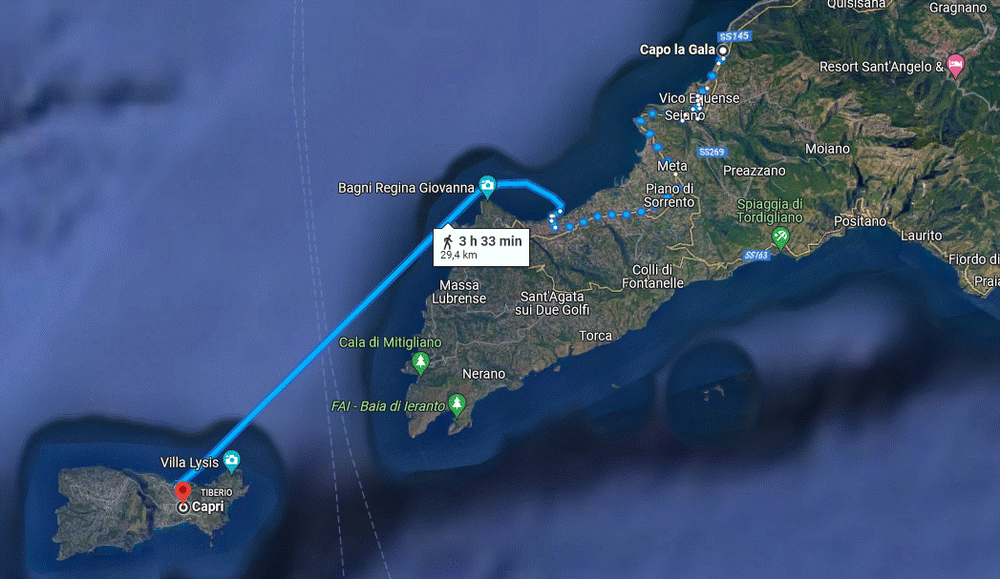 Quisisana
Gragnano
SS145
Capo la Gala
Resort Sant'Angelo &
Vico Equense
Seiano
SS269
Moiano
Meta
Preazzano
Bagni Regina Giovanna
Piano di
Sorrento
Spiaggia di
Tordigliano
Positano
Laurito
3 h 33 min
29,4 km
SS163
Fiordo di
Colli di
Fontanelle
Praia
Massa
Lubrense
Sant'Agata
sui Due Golfi
Torca
Cala di Mitigliano
Nerano
FAI - Baia di Ieranto
Villa Lysis
TIBERIO
Capri